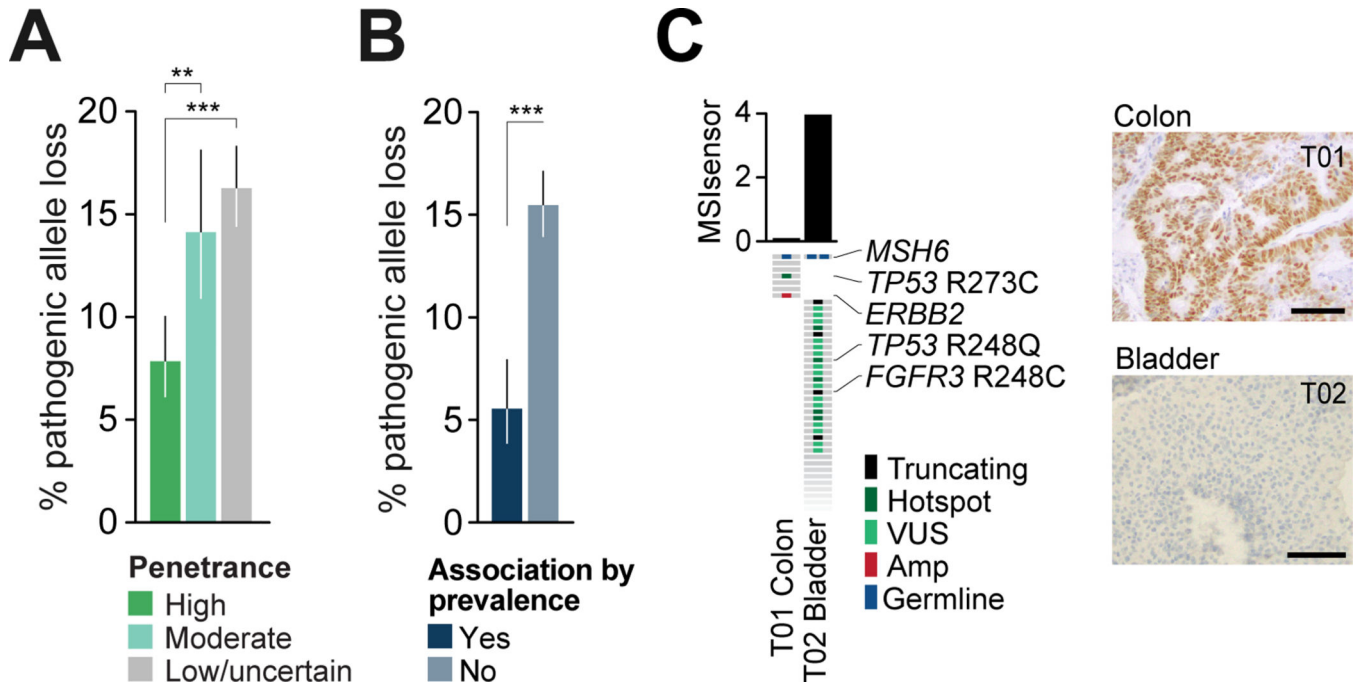 A
B
C
**
***
20
15
10
5
0
% pathogenic allele loss
Penetrance
High
Moderate
Low/uncertain
***
20
15
10
5
0
% pathogenic allele loss
Association by
prevalence
Yes
No
4
2
0
MSIsensor
MSH6
TP53 R273C
ERBB2
TP53 R248Q
FGFR3 R248C
Truncating
Hotspot
VUS
Amp
Germline
T01 Colon
T02 Bladder
Colon
T01
Bladder
T02